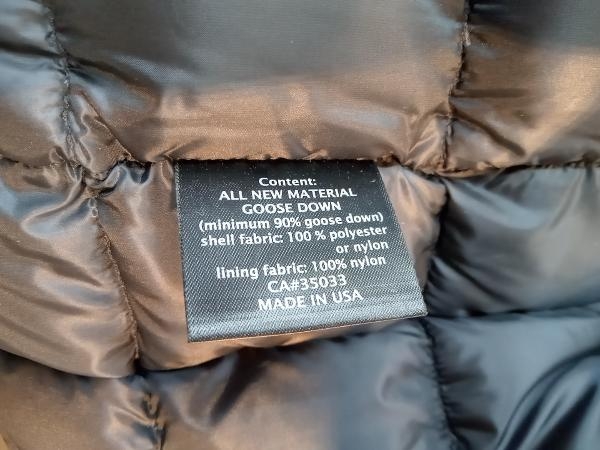 Content:
ALL NEW MATERIAL
GOOSE DOWN
(minimum 90% goose down)
shell fabric: 100 % polyester
or nylon
lining fabric: 100% nylon
CA#35033
MADE IN USA